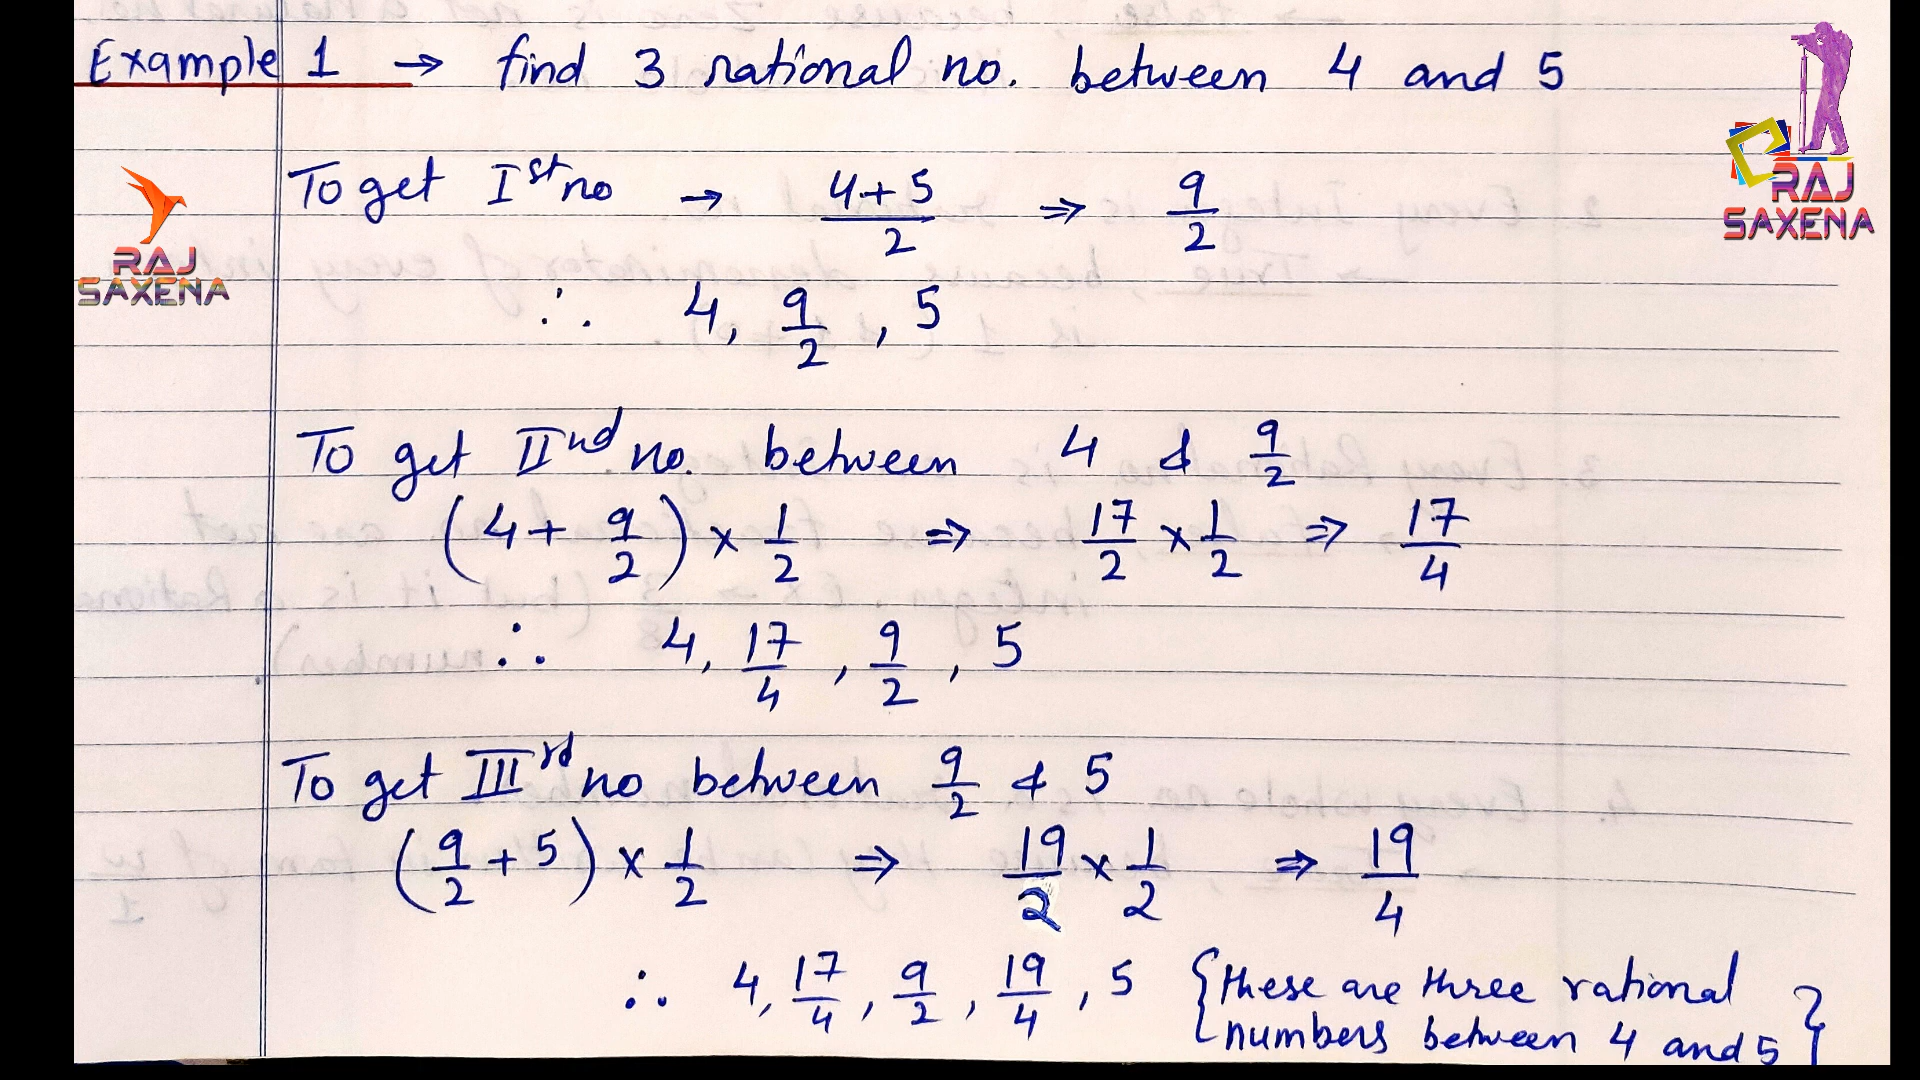 Example 1 → find 3 rational no. between 4 and 5
To get Ist no → (4+5)/2 ⇒ 9/2
∴ 4, 9/2, 5
To get IInd no. between 4 & 9/2
(4 + 9/2) × 1/2 ⇒ 17/2 × 1/2 ⇒ 17/4
∴ 4, 17/4, 9/2, 5
To get IIIrd no between 9/2 & 5
(9/2 + 5) × 1/2 ⇒ 19/2 × 1/2 ⇒ 19/4
∴ 4, 17/4, 9/2, 19/4, 5 {these are three rational
numbers between 4 and 5}
RAJ
SAXENA
RAJ
SAXENA